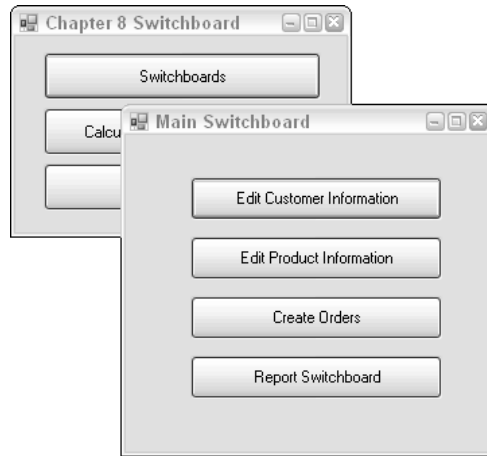 Chapter 8 Switchboard
Switchboards
Main Switchboard
Edit Customer Information
Edit Product Information
Create Orders
Report Switchboard